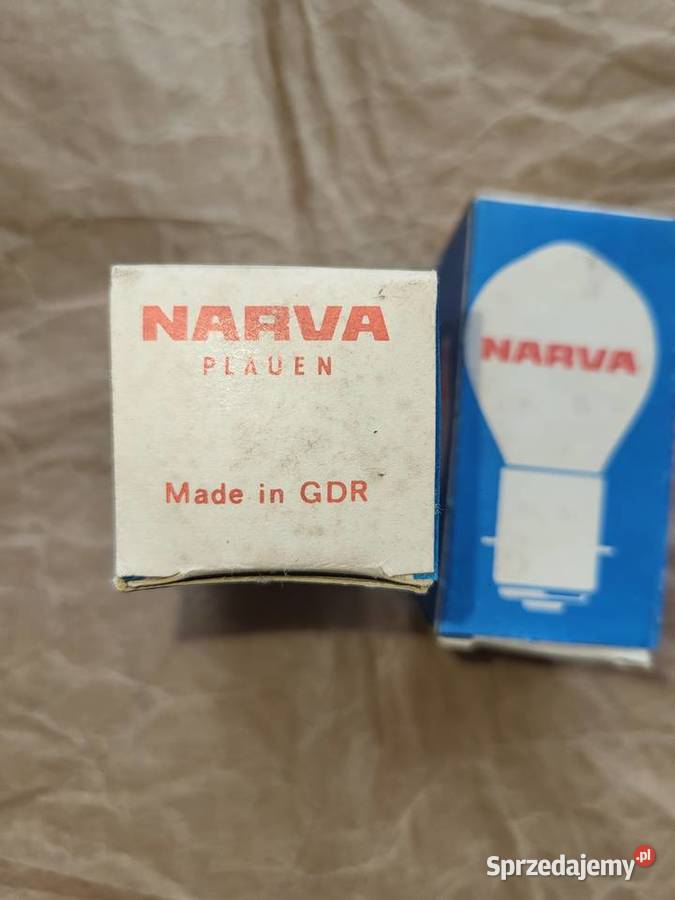 NARVA
PLAUEN
Made in GDR
NARVA
Sprzedajemy.pl